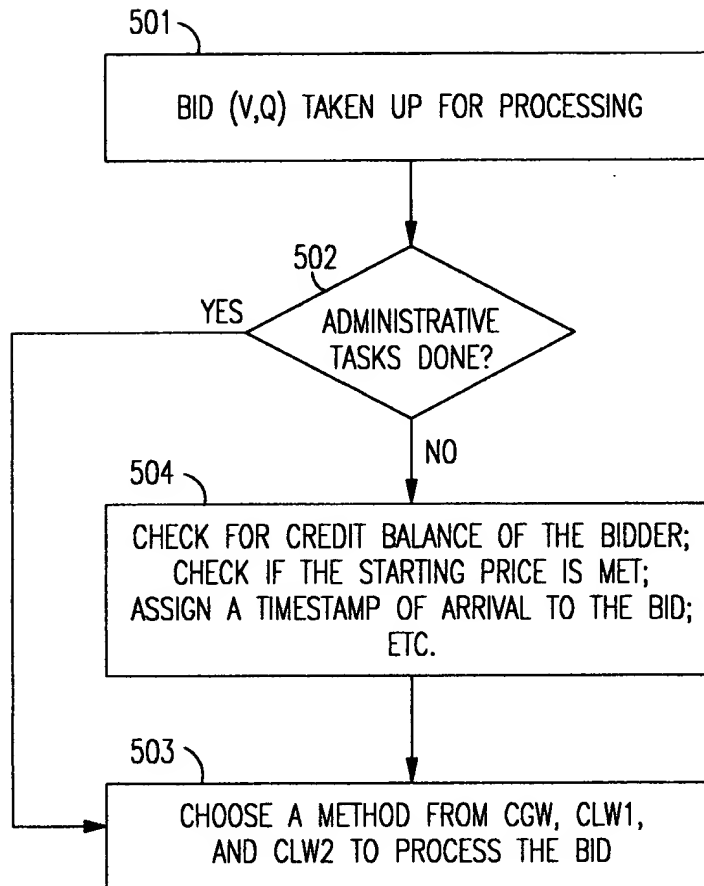 501
BID (V,Q) TAKEN UP FOR PROCESSING
502
YES
ADMINISTRATIVE
TASKS DONE?
NO
504
CHECK FOR CREDIT BALANCE OF THE BIDDER;
CHECK IF THE STARTING PRICE IS MET;
ASSIGN A TIMESTAMP OF ARRIVAL TO THE BID;
ETC.
503
CHOOSE A METHOD FROM CGW, CLW1,
AND CLW2 TO PROCESS THE BID